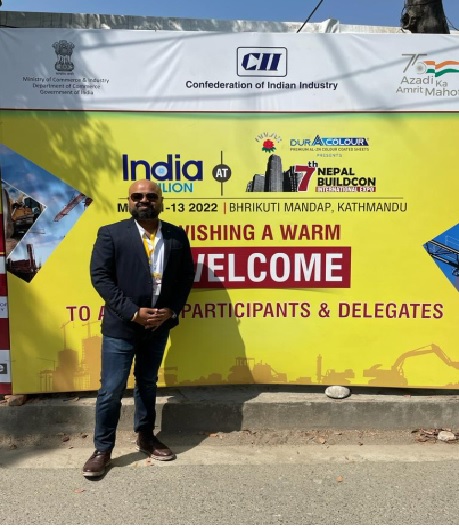 Ministry of Commerce & Industry
Department of Commerce
Government of India
CII
Confederation of Indian Industry
75
Azadi Ka
Amrit Mahot
DURACOLOUR
PRESENTS
India
AT
7th NEPAL
BUILDCON
INTERNATIONAL EXPO
-13 2022 | BHRIKUTI MANDAP, KATHMANDU
WISHING A WARM
WELCOME
TO A PARTICIPANTS & DELEGATES